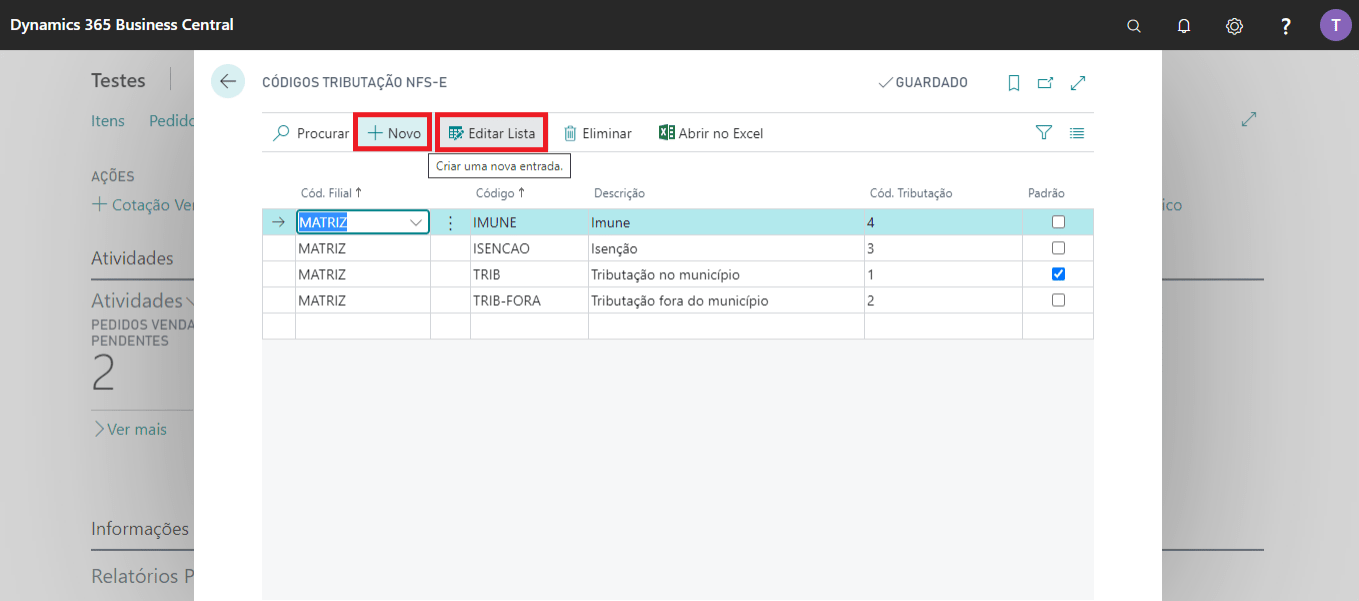 Dynamics 365 Business Central
?
T
Testes
Itens Pedido
AÇÕES
+ Cotação Ve
Atividades
Atividades
PEDIDOS VENDA
PENDENTES
2
Ver mais
Informações
Relatórios P
ico
CÓDIGOS TRIBUTAÇÃO NFS-E
GUARDADO
Procurar + Novo Editar Lista Eliminar Abrir no Excel
Criar uma nova entrada.
Cód. Filial ↑ Código ↑ Descrição Cód. Tributação Padrão
MATRIZ IMUNE Imune 4
MATRIZ ISENCAO Isenção 3
MATRIZ TRIB Tributação no município 1
MATRIZ TRIB-FORA Tributação fora do município 2